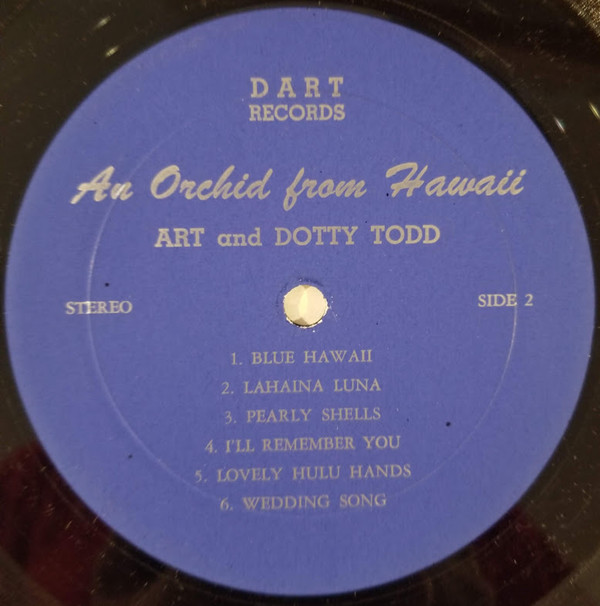 DART
RECORDS
An Orchid from Hawaii
ART and DOTTY TODD
STEREO
SIDE 2
1. BLUE HAWAII
2. LAHAINA LUNA
3. PEARLY SHELLS
4. I'LL REMEMBER YOU
5. LOVELY HULU HANDS
6. WEDDING SONG